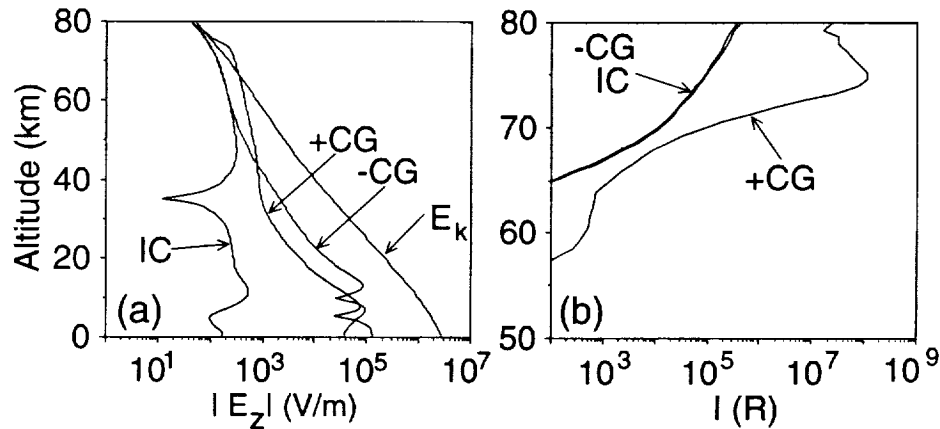 80
60
40
20
0
Altitude (km)
+CG
-CG
E_k
IC
(a)
10^1 10^3 10^5 10^7
| E_z | (V/m)
80
70
60
50
-CG
IC
+CG
(b)
10^3 10^5 10^7 10^9
I (R)